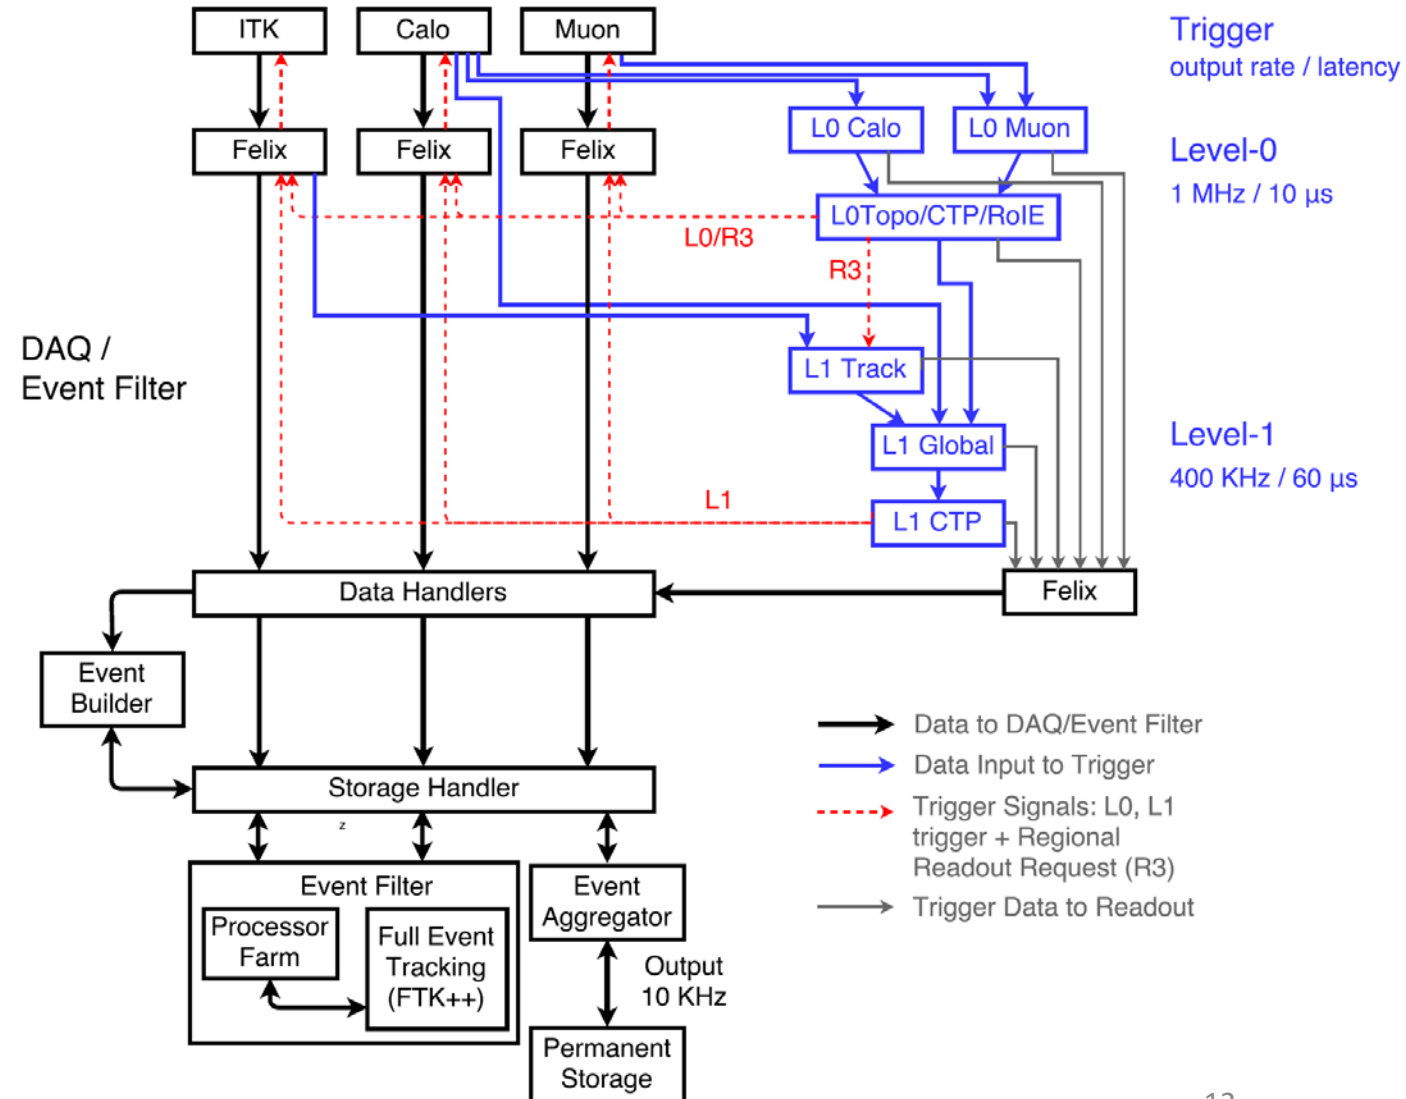 ITK
Calo
Muon
Trigger
output rate / latency
L0 Calo
L0 Muon
Level-0
1 MHz / 10 μs
Felix
Felix
Felix
L0Topo/CTP/RoIE
L0/R3
R3
DAQ /
Event Filter
L1 Track
L1 Global
Level-1
400 KHz / 60 μs
L1
L1 CTP
Data Handlers
Felix
Event
Builder
Storage Handler
z
Data to DAQ/Event Filter
Data Input to Trigger
Trigger Signals: L0, L1
trigger + Regional
Readout Request (R3)
Trigger Data to Readout
Event Filter
Processor
Farm
Full Event
Tracking
(FTK++)
Event
Aggregator
Output
10 KHz
Permanent
Storage